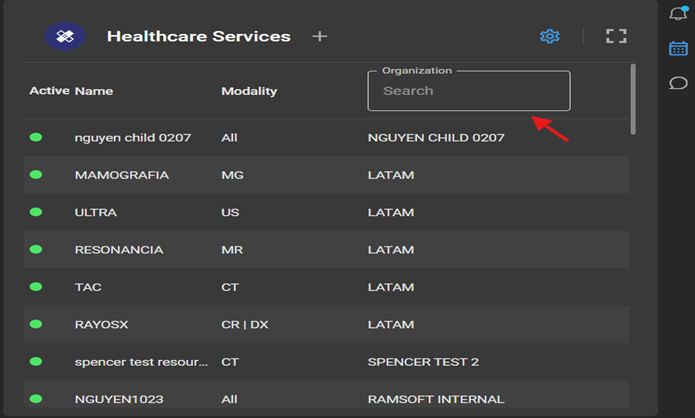 Healthcare Services +
Organization
Active Name Modality Search
nguyen child 0207 All NGUYEN CHILD 0207
MAMOGRAFIA MG LATAM
ULTRA US LATAM
RESONANCIA MR LATAM
TAC CT LATAM
RAYOSX CR | DX LATAM
spencer test resour... CT SPENCER TEST 2
NGUYEN1023 All RAMSOFT INTERNAL